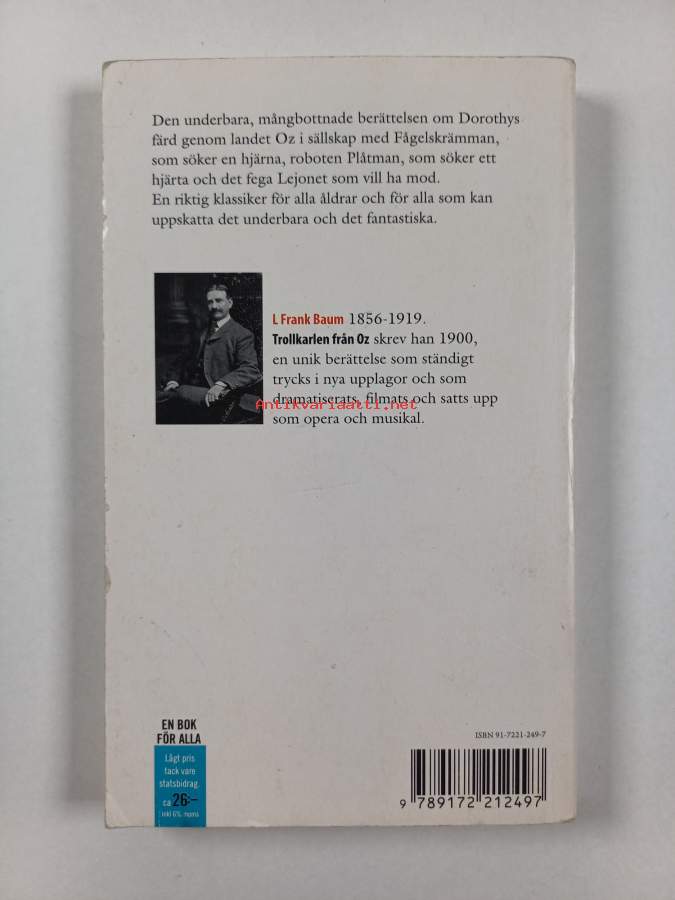 Den underbara, mångbottnade berättelsen om Dorothys
färd genom landet Oz i sällskap med Fågelskrämman,
som söker en hjärna, roboten Plåtman, som söker ett
hjärta och det fega Lejonet som vill ha mod.
En riktig klassiker för alla åldrar och för alla som kan
uppskatta det underbara och det fantastiska.
L Frank Baum 1856-1919.
Trollkarlen från Oz skrev han 1900,
en unik berättelse som ständigt
trycks i nya upplagor och som
dramatiserats, filmats och satts upp
som opera och musikal.
Antikvariaatti.net
EN BOK
FÖR ALLA
Lågt pris
tack vare
statsbidrag.
ca 26:–
inkl 6% moms
ISBN 91-7221-249-7
9 789172 212497